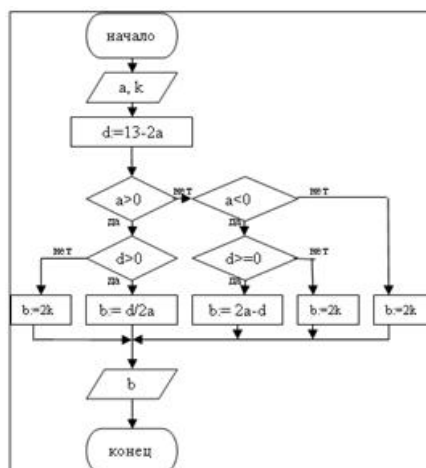 начало
a, k
d:=13-2a
a>0
нет
a<0
нет
да
да
нет
d>0
d>=0
нет
да
да
b:=2k
b:= d/2a
b:= 2a-d
b:=2k
b:=2k
b
конец